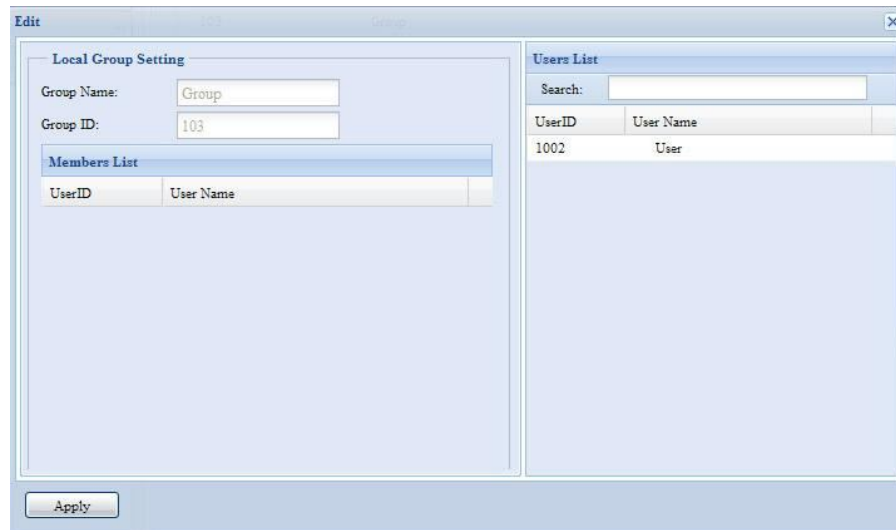 Edit
Local Group Setting
Group Name: Group
Group ID: 103
Members List
UserID User Name
Users List
Search:
UserID User Name
1002 User
Apply